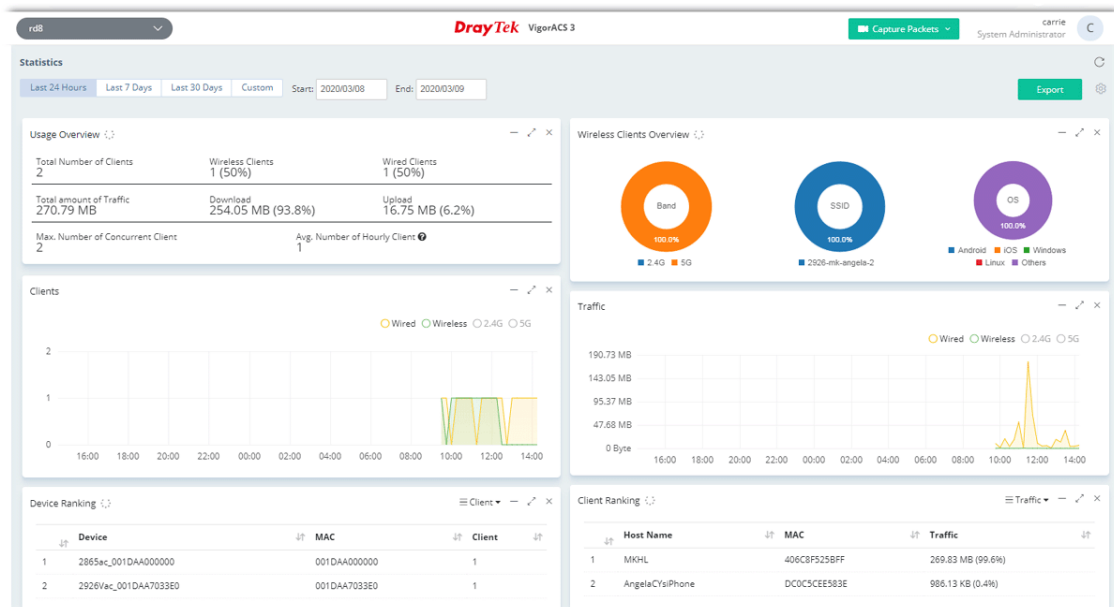 rd8
DrayTek VigorACS 3
Capture Packets
carrie
System Administrator
C
Statistics
Last 24 Hours Last 7 Days Last 30 Days Custom Start: 2020/03/08 End: 2020/03/09
Export
Usage Overview
Total Number of Clients Wireless Clients Wired Clients
2 1 (50%) 1 (50%)
Total amount of Traffic Download Upload
270.79 MB 254.05 MB (93.8%) 16.75 MB (6.2%)
Max. Number of Concurrent Client Avg. Number of Hourly Client ?
2 1
Wireless Clients Overview
Band SSID OS
100.0% 100.0% 100.0%
2.4G 5G 2926-mk-angela-2 Android iOS Windows
Linux Others
Clients
Wired Wireless 2.4G 5G
2
1
0
16:00 18:00 20:00 22:00 00:00 02:00 04:00 06:00 08:00 10:00 12:00 14:00
Traffic
Wired Wireless 2.4G 5G
190.73 MB
143.05 MB
95.37 MB
47.68 MB
0 Byte
16:00 18:00 20:00 22:00 00:00 02:00 04:00 06:00 08:00 10:00 12:00 14:00
Device Ranking Client
Device MAC Client
1 2865ac_001DAA000000 001DAA000000 1
2 2926Vac_001DAA7033E0 001DAA7033E0 1
Client Ranking Traffic
Host Name MAC Traffic
1 MKHL 406C8F525BFF 269.83 MB (99.6%)
2 AngelaCYsiPhone DC0C5CEE583E 986.13 KB (0.4%)